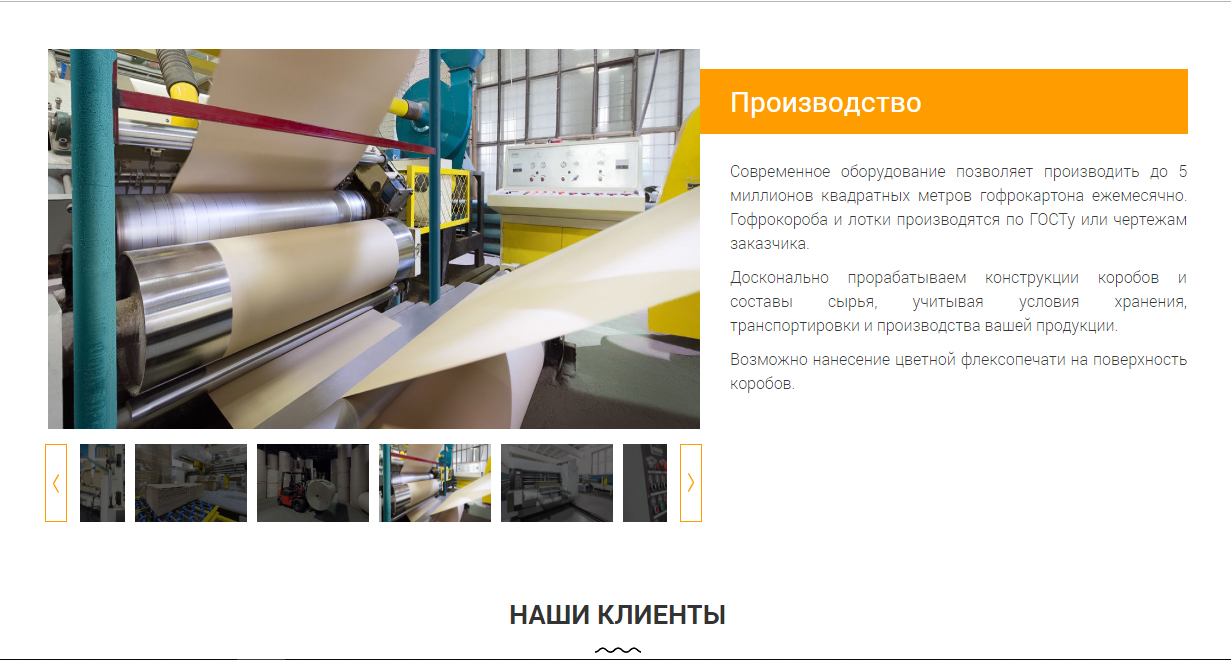 Производство
Современное оборудование позволяет производить до 5
миллионов квадратных метров гофрокартона ежемесячно.
Гофрокороба и лотки производятся по ГОСТу или чертежам
заказчика.
Досконально прорабатываем конструкции коробов и
составы сырья, учитывая условия хранения,
транспортировки и производства вашей продукции.
Возможно нанесение цветной флексопечати на поверхность
коробов.
НАШИ КЛИЕНТЫ